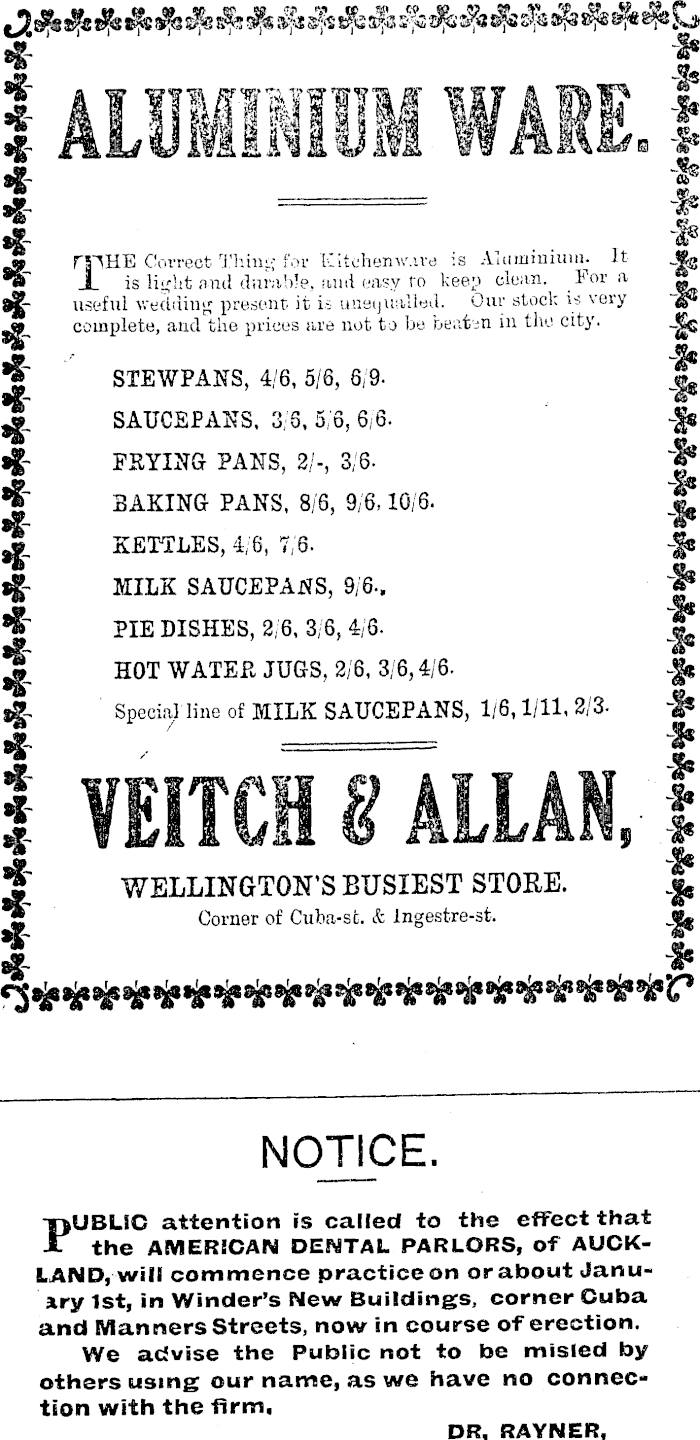 ALUMINIUM WARE.
THE Correct Thing for Kitchenware is Aluminium. It
is light and durable, and easy to keep clean. For a
useful wedding present it is unequalled. Our stock is very
complete, and the prices are not to be beaten in the city.
STEWPANS, 4/6, 5/6, 6/9.
SAUCEPANS, 3/6, 5/6, 6/6.
FRYING PANS, 2/-, 3/6.
BAKING PANS, 8/6, 9/6, 10/6.
KETTLES, 4/6, 7/6.
MILK SAUCEPANS, 9/6.,
PIE DISHES, 2/6, 3/6, 4/6.
HOT WATER JUGS, 2/6, 3/6, 4/6.
Special line of MILK SAUCEPANS, 1/6, 1/11, 2/3.
VEITCH & ALLAN,
WELLINGTON'S BUSIEST STORE.
Corner of Cuba-st. & Ingestre-st.
NOTICE.
PUBLIC attention is called to the effect that
the AMERICAN DENTAL PARLORS, of AUCK-
LAND, will commence practice on or about Janu-
ary 1st, in Winder's New Buildings, corner Cuba
and Manners Streets, now in course of erection.
We advise the Public not to be misled by
others using our name, as we have no connec-
tion with the firm.
DR, RAYNER,